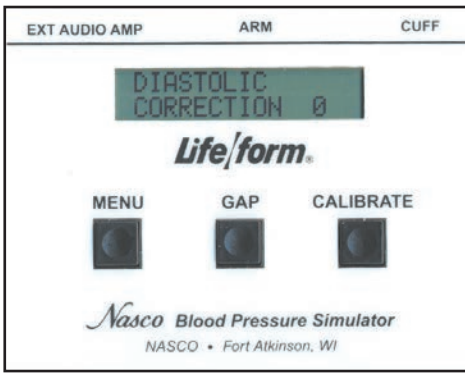 EXT AUDIO AMP ARM CUFF
DIASTOLIC
CORRECTION 0
Life/form®
MENU GAP CALIBRATE
Nasco Blood Pressure Simulator
NASCO • Fort Atkinson, WI